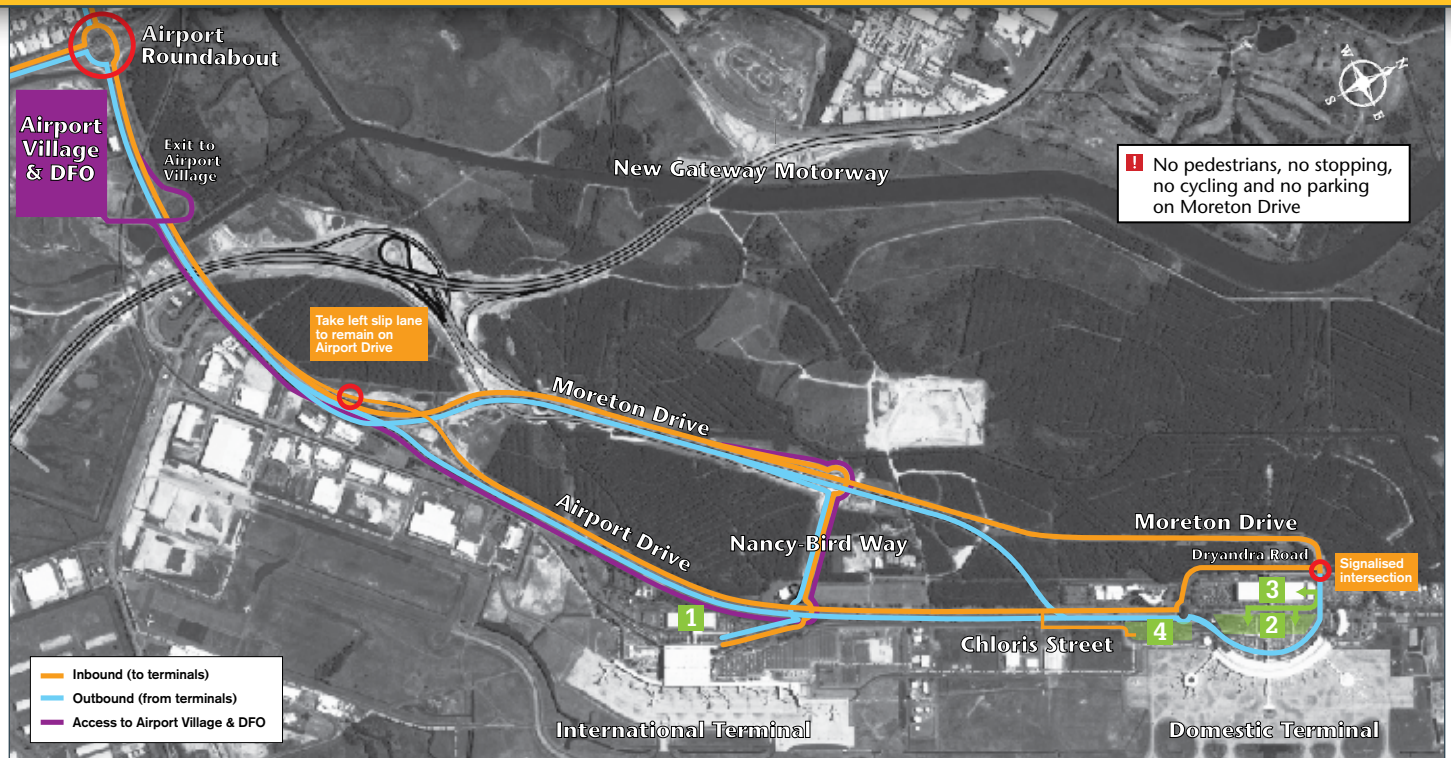 Airport
Roundabout
Airport
Village
& DFO
Exit to
Airport
Village
New Gateway Motorway
W
N
S
E
! No pedestrians, no stopping,
no cycling and no parking
on Moreton Drive
Take left slip lane
to remain on
Airport Drive
Moreton Drive
Airport Drive
Nancy-Bird Way
Moreton Drive
Dryandra Road
Signalised
intersection
3
2
1
4
Chloris Street
International Terminal
Domestic Terminal
Inbound (to terminals)
Outbound (from terminals)
Access to Airport Village & DFO